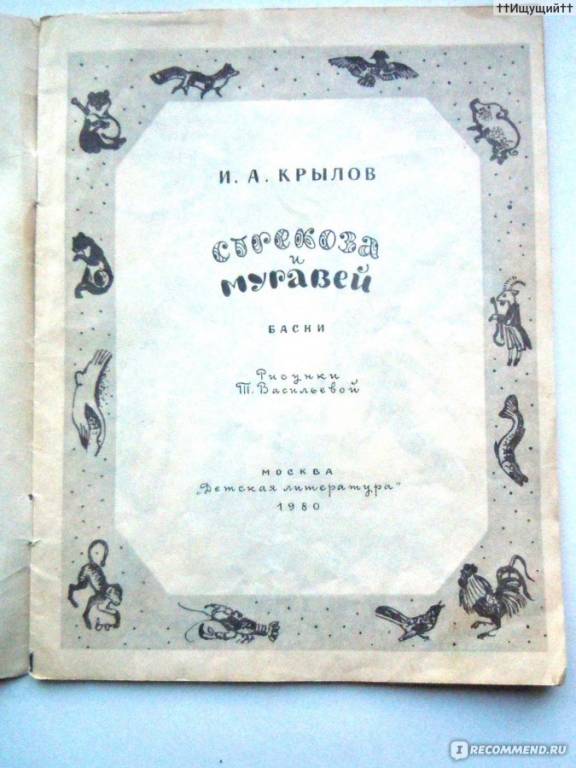 ††Ищущий††
И. А. КРЫЛОВ
СТРЕКОЗА
И
МУРАВЕЙ
БАСНИ
Рисунки
Т. Васильевой
МОСКВА
„Детская литература“
1980
I RECOMMEND.RU